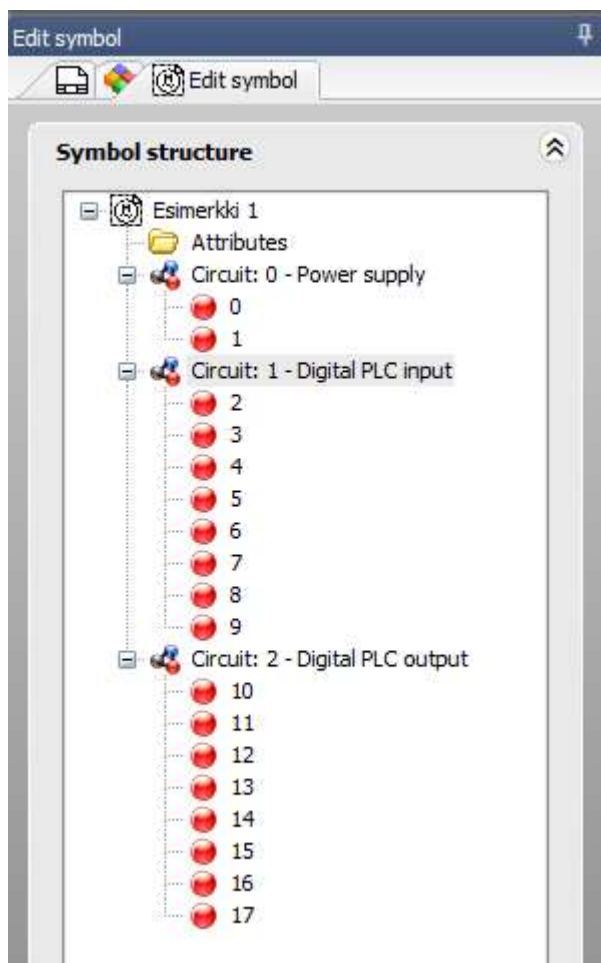 Edit symbol
Edit symbol
Symbol structure
Esimerkki 1
Attributes
Circuit: 0 - Power supply
0
1
Circuit: 1 - Digital PLC input
2
3
4
5
6
7
8
9
Circuit: 2 - Digital PLC output
10
11
12
13
14
15
16
17